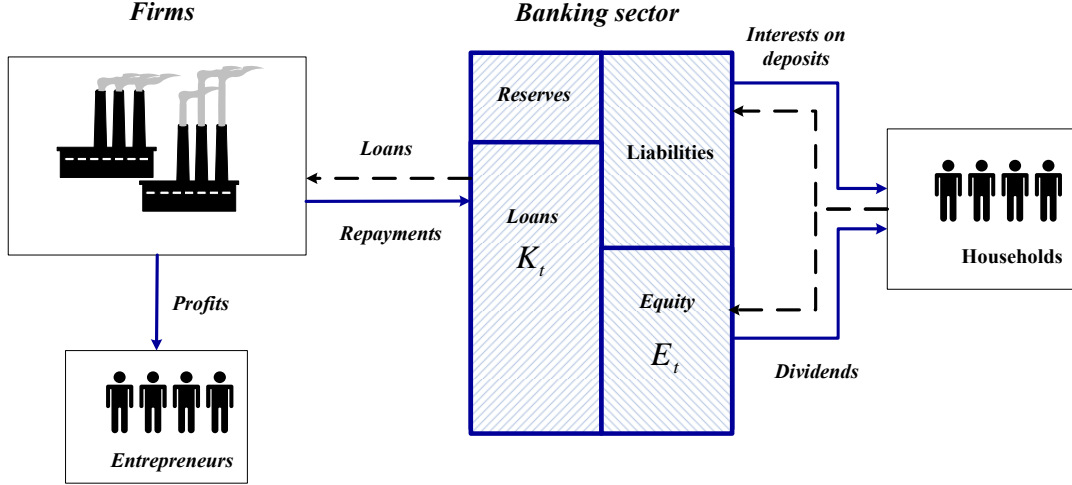 Firms
Banking sector
Interests on
deposits
Reserves
Liabilities
Loans
Repayments
Loans
K_t
Equity
E_t
Households
Profits
Dividends
Entrepreneurs